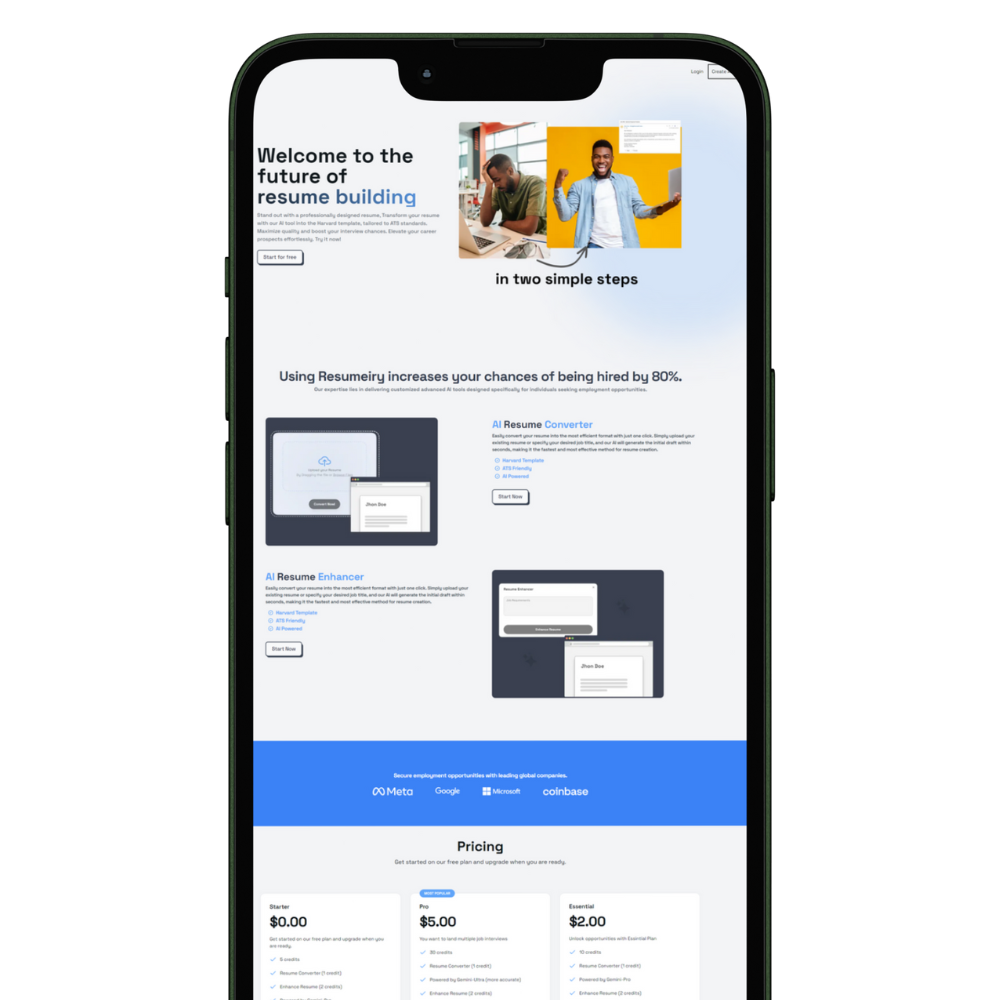 Login
Create
Welcome to the
future of
resume building
Stand out with a professionally designed resume, Transform your resume
with our AI tool into the Harvard template, tailored to ATS standards.
Maximize quality and boost your interview chances. Elevate your career
prospects effortlessly. Try it now!
Start for free
in two simple steps
Using Resumeiry increases your chances of being hired by 80%.
Our expertise lies in delivering customized advanced AI tools designed specifically for individuals seeking employment opportunities.
Convert Now
Jhon Doe
AI Resume Converter
Easily convert your resume into the most efficient format with just one click. Simply upload your
existing resume or specify your desired job title, and our AI will generate the initial draft within
seconds, making it the fastest and most effective method for resume creation.
Harvard Template
ATS Friendly
AI Powered
Start Now
AI Resume Enhancer
Easily convert your resume into the most efficient format with just one click. Simply upload your
existing resume or specify your desired job title, and our AI will generate the initial draft within
seconds, making it the fastest and most effective method for resume creation.
Harvard Template
ATS Friendly
AI Powered
Start Now
Resume Enhancer
Job Requirements
Enhance Resume
Jhon Doe
Secure employment opportunities with leading global companies.
Meta
Google
Microsoft
coinbase
Pricing
Get started on our free plan and upgrade when you are ready.
Starter
$0.00
Get started on our free plan and upgrade when you
are ready.
5 credits
Resume Converter (1 credit)
Enhance Resume (2 credits)
MOST POPULAR
Pro
$5.00
You want to land multiple job interviews
30 credits
Resume Converter (1 credit)
Powered by Gemini Ultra (more accurate)
Enhance Resume (2 credits)
Essential
$2.00
Unlock opportunities with Essential Plan
10 credits
Resume Converter (1 credit)
Powered by Gemini Pro
Enhance Resume (2 credits)